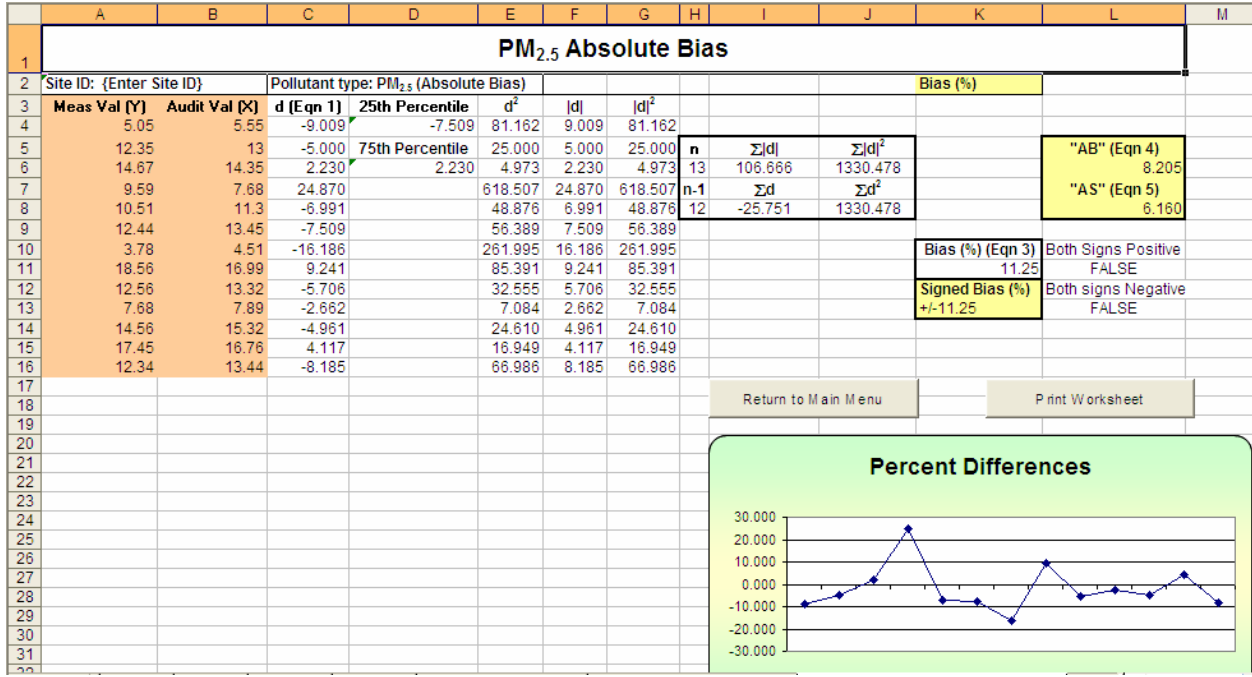 A B C D E F G H I J K L M
1 PM2.5 Absolute Bias
2 Site ID: {Enter Site ID} Pollutant type: PM2.5 (Absolute Bias) Bias (%)
3 Meas Val (Y) Audit Val (X) d (Eqn 1) 25th Percentile d² |d| |d|²
4 5.05 5.55 -9.009 -7.509 81.162 9.009 81.162
5 12.35 13 -5.000 75th Percentile 25.000 5.000 25.000 n Σ|d| Σ|d|² "AB" (Eqn 4)
6 14.67 14.35 2.230 2.230 4.973 2.230 4.973 13 106.666 1330.478 8.205
7 9.59 7.68 24.870 618.507 24.870 618.507 n-1 Σd Σd² "AS" (Eqn 5)
8 10.51 11.3 -6.991 48.876 6.991 48.876 12 -25.751 1330.478 6.160
9 12.44 13.45 -7.509 56.389 7.509 56.389
10 3.78 4.51 -16.186 261.995 16.186 261.995 Bias (%) (Eqn 3) Both Signs Positive
11 18.56 16.99 9.241 85.391 9.241 85.391 11.25 FALSE
12 12.56 13.32 -5.706 32.555 5.706 32.555 Signed Bias (%) Both signs Negative
13 7.68 7.89 -2.662 7.084 2.662 7.084 +/-11.25 FALSE
14 14.56 15.32 -4.961 24.610 4.961 24.610
15 17.45 16.76 4.117 16.949 4.117 16.949
16 12.34 13.44 -8.185 66.986 8.185 66.986
17
18 Return to Main Menu Print Worksheet
19
20
21 Percent Differences
22
23
24 30.000
25 20.000
26 10.000
27 0.000
28
29 -10.000
30 -20.000
31 -30.000